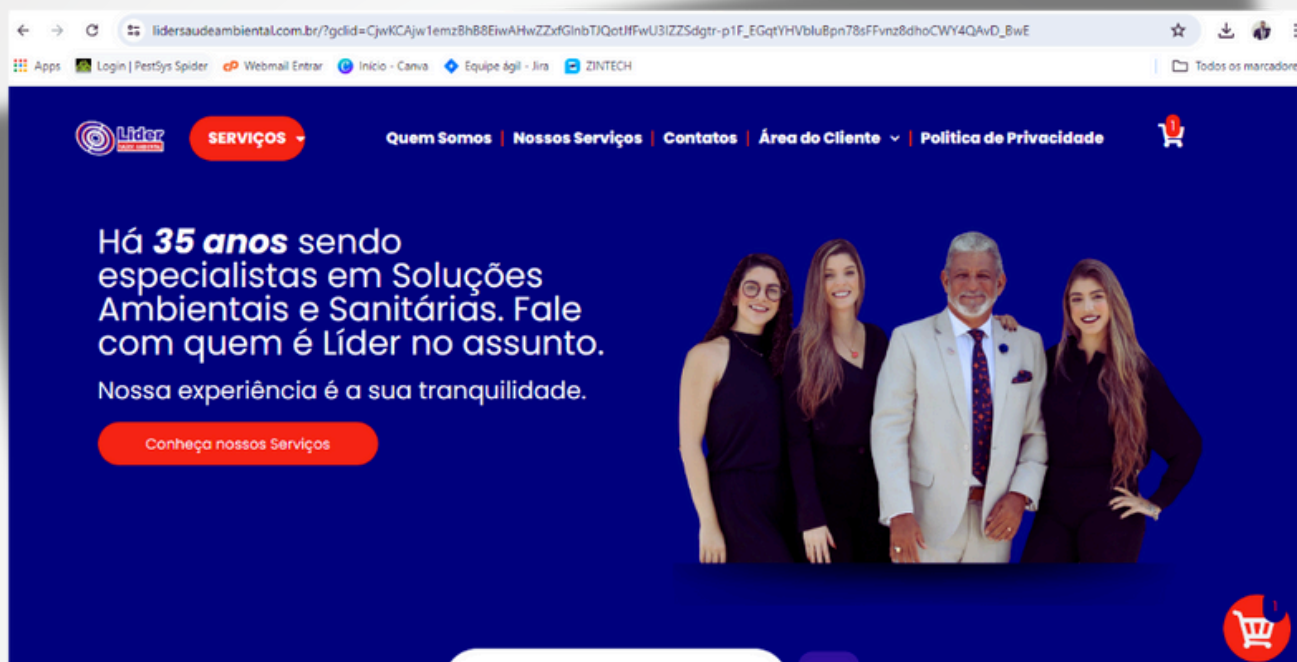 lidersaudeambiental.com.br/?gclid=CjwKCAjw1emzBhB8EiwAHwZZxfGlnbTJQotJfFwU3IZZSdgtr-p1F_EGqtYHVbluBpn78sFFvnz8dhoCWY4QAvD_BwE
Apps Login | PestSys Spider Webmail Entrar Início - Canva Equipe ágil - Jira ZINTECH Todos os marcadore
Líder SERVIÇOS Quem Somos | Nossos Serviços | Contatos | Área do Cliente | Politica de Privacidade 1
Há 35 anos sendo
especialistas em Soluções
Ambientais e Sanitárias. Fale
com quem é Líder no assunto.
Nossa experiência é a sua tranquilidade.
Conheça nossos Serviços
1